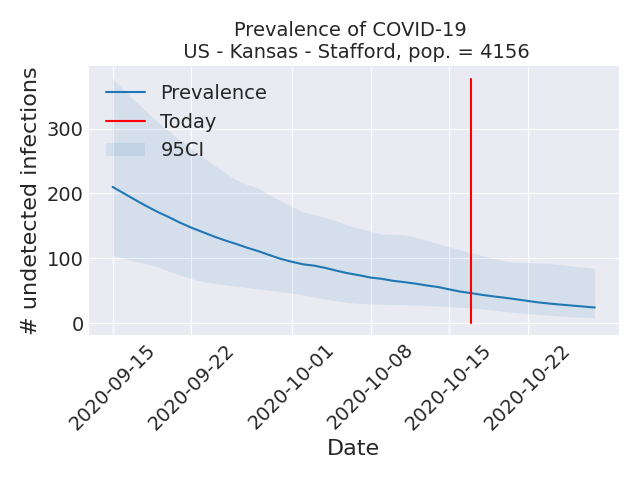 Prevalence of COVID-19
US - Kansas - Stafford, pop. = 4156
Prevalence
Today
95CI
# undetected infections
300
200
100
0
2020-09-15
2020-09-22
2020-10-01
2020-10-08
2020-10-15
2020-10-22
Date